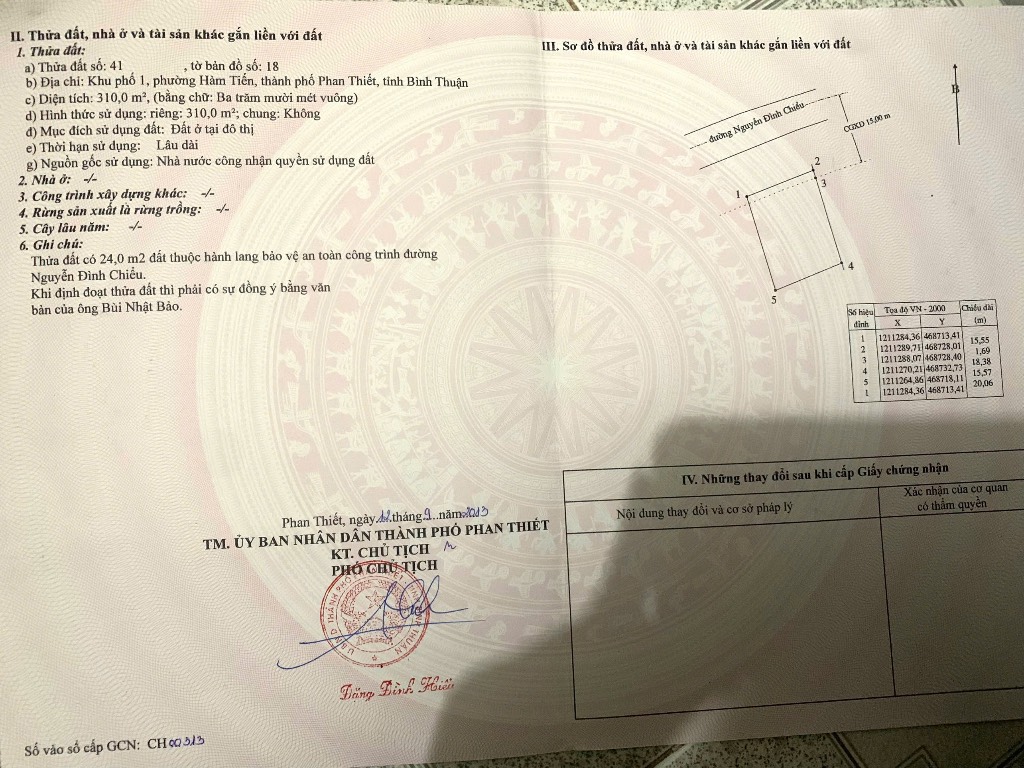 II. Thửa đất, nhà ở và tài sản khác gắn liền với đất
1. Thửa đất:
a) Thửa đất số: 41 , tờ bản đồ số: 18
b) Địa chỉ: Khu phố 1, phường Hàm Tiến, thành phố Phan Thiết, tỉnh Bình Thuận
c) Diện tích: 310,0 m², (bằng chữ: Ba trăm mười mét vuông)
d) Hình thức sử dụng: riêng: 310,0 m²; chung: Không
đ) Mục đích sử dụng đất: Đất ở tại đô thị
e) Thời hạn sử dụng: Lâu dài
g) Nguồn gốc sử dụng: Nhà nước công nhận quyền sử dụng đất
2. Nhà ở: -/-
3. Công trình xây dựng khác: -/-
4. Rừng sản xuất là rừng trồng: -/-
5. Cây lâu năm: -/-
6. Ghi chú:
Thửa đất có 24,0 m2 đất thuộc hành lang bảo vệ an toàn công trình đường
Nguyễn Đình Chiểu.
Khi định đoạt thửa đất thì phải có sự đồng ý bằng văn
bản của ông Bùi Nhật Bảo.
Phan Thiết, ngày 12 tháng 9 năm 2013
TM. ỦY BAN NHÂN DÂN THÀNH PHỐ PHAN THIẾT
KT. CHỦ TỊCH
PHÓ CHỦ TỊCH
Đặng Đình Hiếu
Số vào sổ cấp GCN: CH00313
III. Sơ đồ thửa đất, nhà ở và tài sản khác gắn liền với đất
B
đường Nguyễn Đình Chiểu
CGXD 15,00 m
1
2
3
4
5
Số hiệu đỉnh Tọa độ VN - 2000 Chiều dài (m)
X Y
1 1211284,36 468713,41
15,55
2 1211289,71 468728,01
1,69
3 1211288,07 468728,40
18,38
4 1211270,21 468732,73
15,57
5 1211264,86 468718,11
20,06
1 1211284,36 468713,41
IV. Những thay đổi sau khi cấp Giấy chứng nhận
Nội dung thay đổi và cơ sở pháp lý
Xác nhận của cơ quan
có thẩm quyền